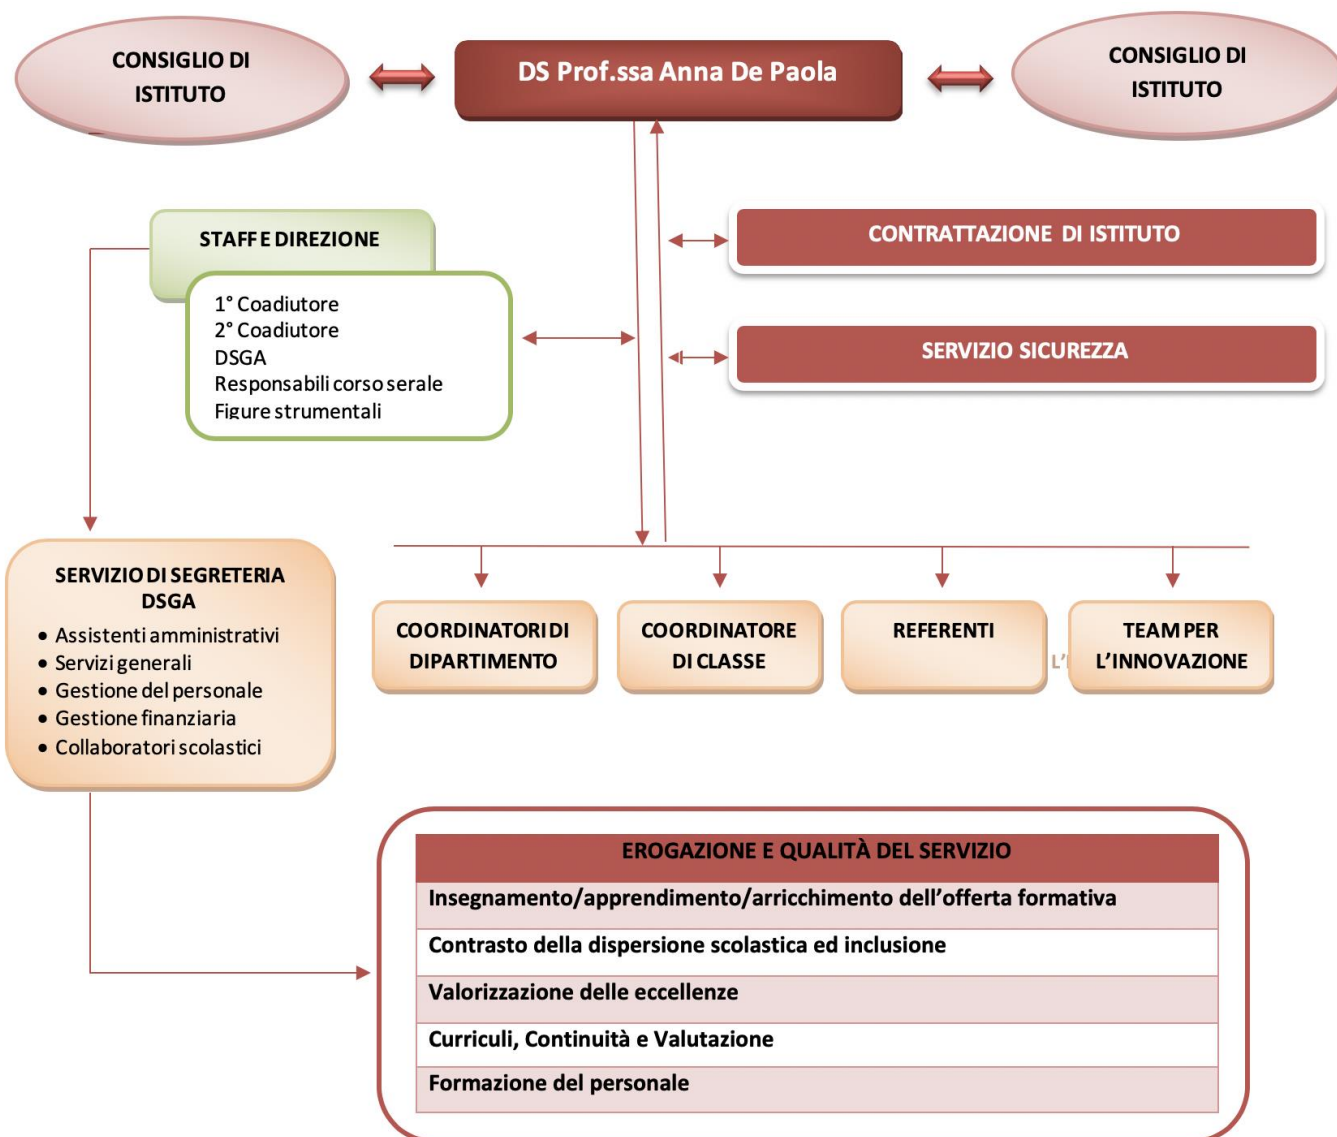 CONSIGLIO DI
ISTITUTO
DS Prof.ssa Anna De Paola
CONSIGLIO DI
ISTITUTO
STAFF E DIREZIONE
1° Coadiutore
2° Coadiutore
DSGA
Responsabili corso serale
Figure strumentali
CONTRATTAZIONE DI ISTITUTO
SERVIZIO SICUREZZA
SERVIZIO DI SEGRETERIA
DSGA
• Assistenti amministrativi
• Servizi generali
• Gestione del personale
• Gestione finanziaria
• Collaboratori scolastici
COORDINATORI DI
DIPARTIMENTO
COORDINATORE
DI CLASSE
REFERENTI
TEAM PER
L’INNOVAZIONE
EROGAZIONE E QUALITÀ DEL SERVIZIO
Insegnamento/apprendimento/arricchimento dell’offerta formativa
Contrasto della dispersione scolastica ed inclusione
Valorizzazione delle eccellenze
Curriculi, Continuità e Valutazione
Formazione del personale